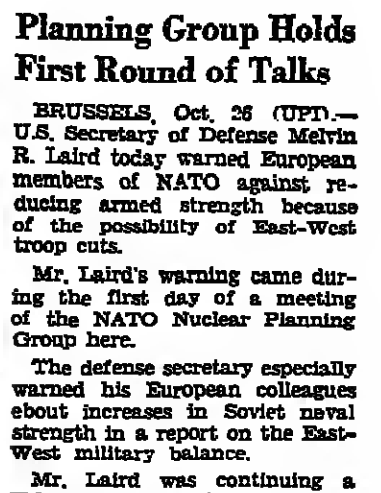 Planning Group Holds
First Round of Talks
BRUSSELS, Oct. 26 (UPI).—
U.S. Secretary of Defense Melvin
R. Laird today warned European
members of NATO against re-
ducing armed strength because
of the possibility of East-West
troop cuts.
Mr. Laird's warning came dur-
ing the first day of a meeting
of the NATO Nuclear Planning
Group here.
The defense secretary especially
warned his European colleagues
ebout increases in Soviet naval
strength in a report on the East-
West military balance.
Mr. Laird was continuing a